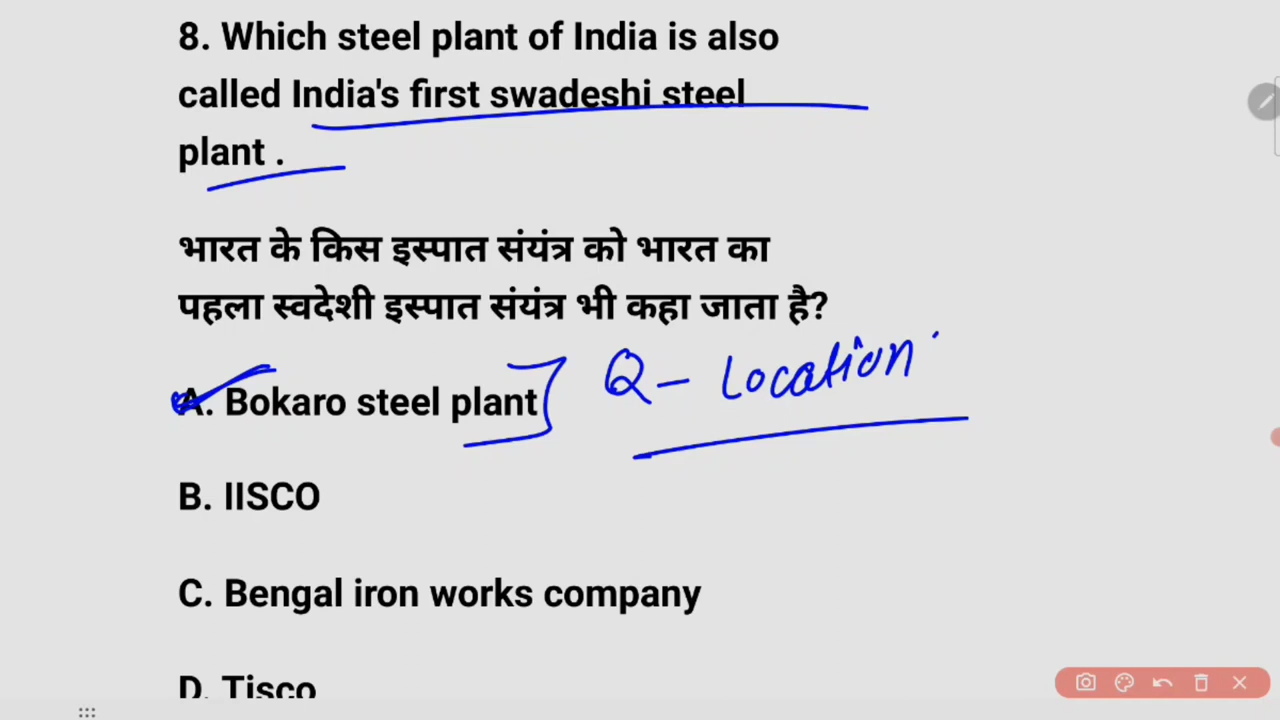 8. Which steel plant of India is also
called India's first swadeshi steel
plant .
भारत के किस इस्पात संयंत्र को भारत का
पहला स्वदेशी इस्पात संयंत्र भी कहा जाता है?
A. Bokaro steel plant
Q - Location
B. IISCO
C. Bengal iron works company
D. Tisco